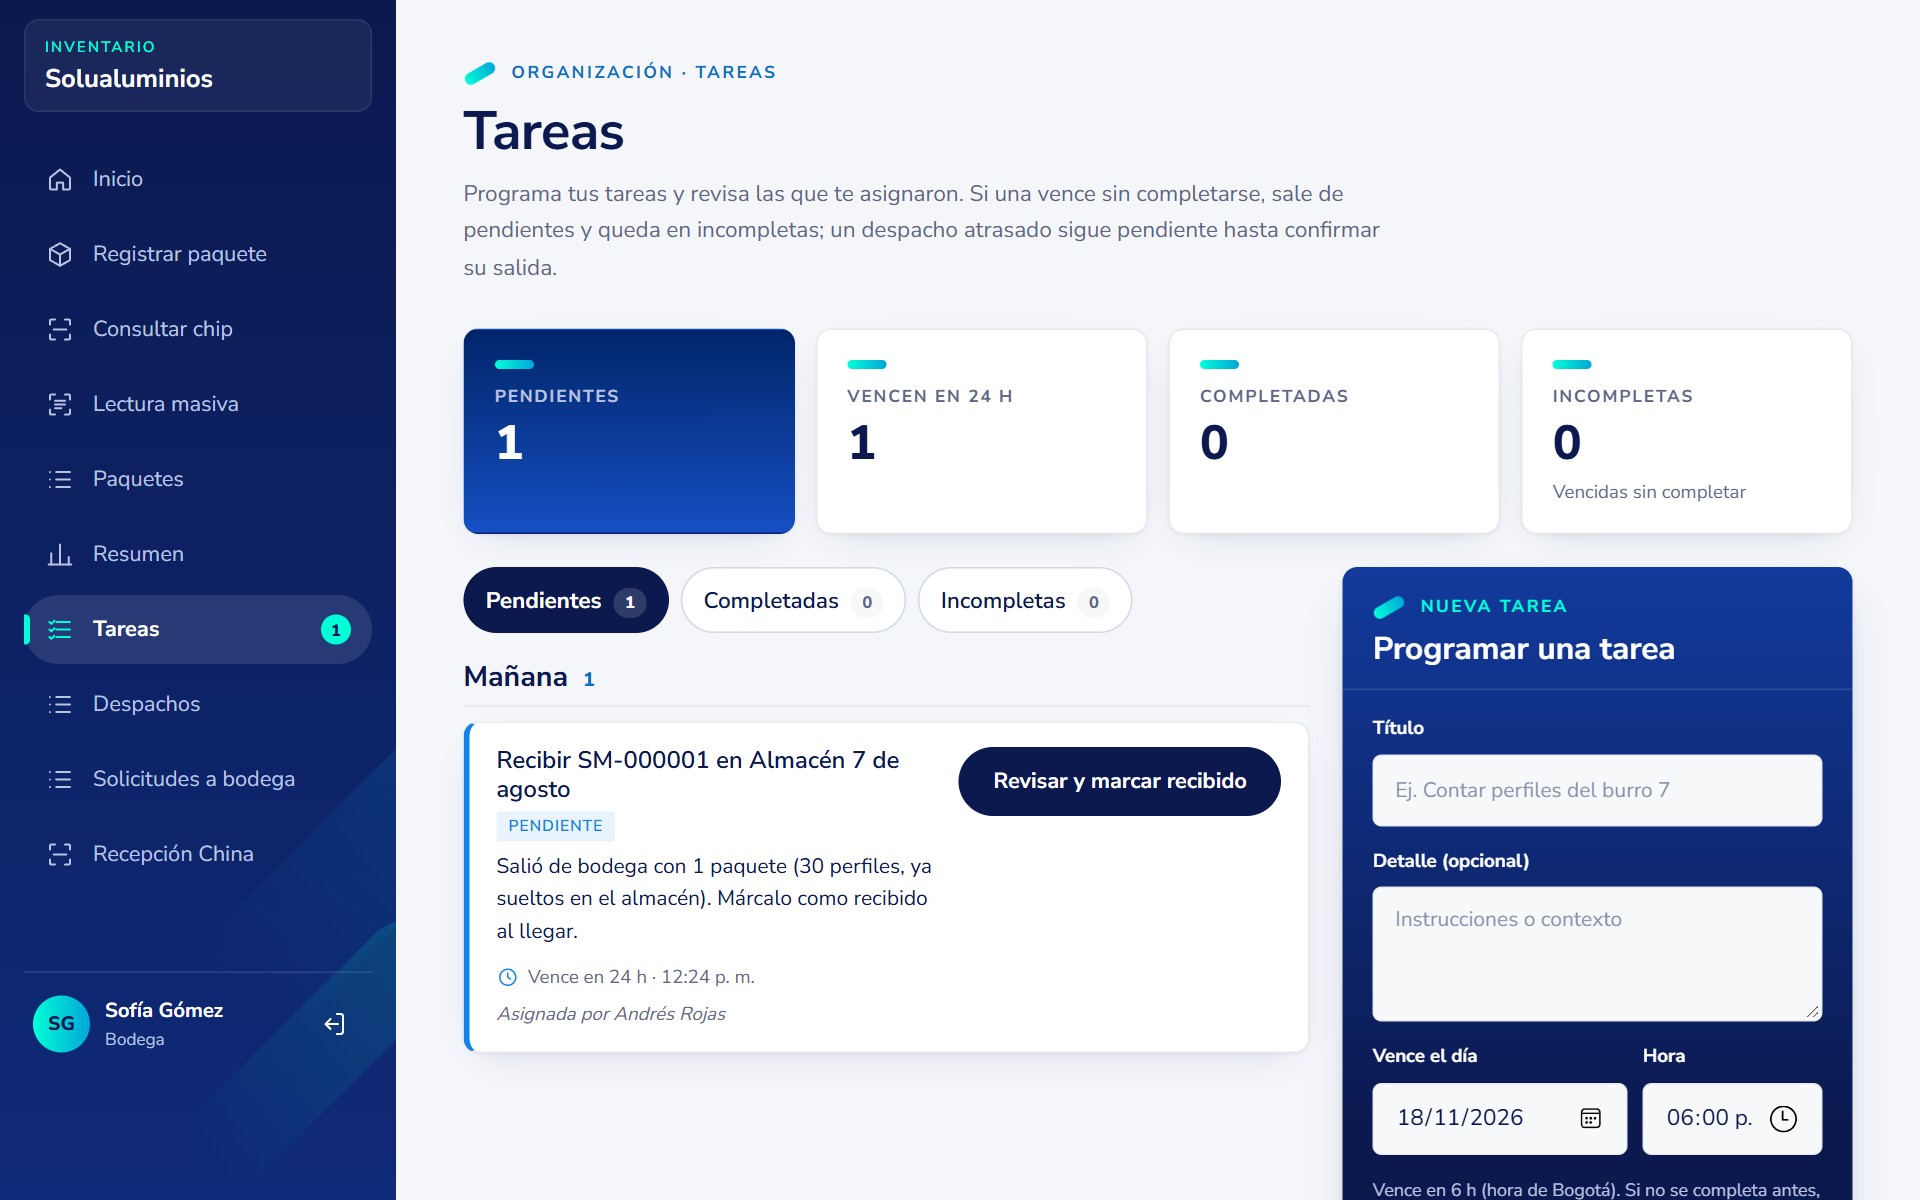 INVENTARIO
Solualuminios
Inicio
Registrar paquete
Consultar chip
Lectura masiva
Paquetes
Resumen
Tareas 1
Despachos
Solicitudes a bodega
Recepción China
SG
Sofía Gómez
Bodega
ORGANIZACIÓN · TAREAS
Tareas
Programa tus tareas y revisa las que te asignaron. Si una vence sin completarse, sale de
pendientes y queda en incompletas; un despacho atrasado sigue pendiente hasta confirmar
su salida.
PENDIENTES
1
VENCEN EN 24 H
1
COMPLETADAS
0
INCOMPLETAS
0
Vencidas sin completar
Pendientes 1
Completadas 0
Incompletas 0
Mañana 1
Recibir SM-000001 en Almacén 7 de
agosto
PENDIENTE
Salió de bodega con 1 paquete (30 perfiles, ya
sueltos en el almacén). Márcalo como recibido
al llegar.
Vence en 24 h · 12:24 p. m.
Asignada por Andrés Rojas
Revisar y marcar recibido
NUEVA TAREA
Programar una tarea
Título
Ej. Contar perfiles del burro 7
Detalle (opcional)
Instrucciones o contexto
Vence el día
18/11/2026
Hora
06:00 p.
Vence en 6 h (hora de Bogotá). Si no se completa antes,